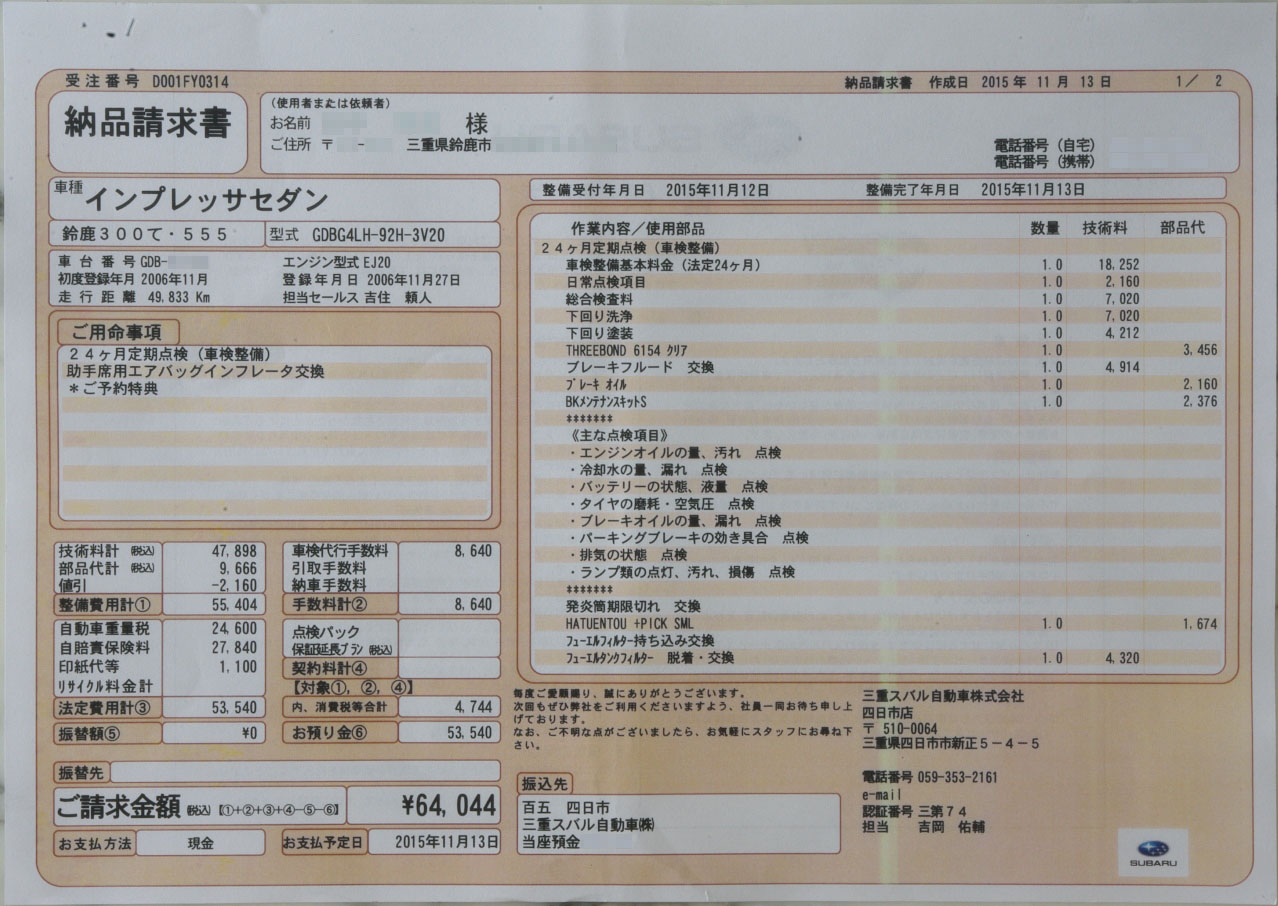 受注番号 D001FY0314
納品請求書 作成日 2015年 11月 13日 1／ 2
納品請求書
(使用者または依頼者)
お名前 様
ご住所 〒 - 三重県鈴鹿市
電話番号（自宅）
電話番号（携帯）
車種 インプレッサセダン
鈴鹿300て・555 型式 GDBG4LH-92H-3V20
車台番号 GDB- エンジン型式 EJ20
初度登録年月 2006年11月 登録年月日 2006年11月27日
走行距離 49,833 Km 担当セールス 吉住 頼人
ご用命事項
24ヶ月定期点検（車検整備）
助手席用エアバッグインフレータ交換
＊ご予約特典
技術料計 (税込) 47,898
部品代計 (税込) 9,666
値引 -2,160
整備費用計① 55,404
自動車重量税 24,600
自賠責保険料 27,840
印紙代等 1,100
ﾘｻｲｸﾙ料金計
法定費用計③ 53,540
振替額⑤ ¥0
車検代行手数料 8,640
引取手数料
納車手数料
手数料計② 8,640
点検パック
保証延長ﾌﾟﾗﾝ (税込)
契約料計④
【対象①, ②, ④】
内、消費税等合計 4,744
お預り金⑥ 53,540
振替先
ご請求金額 (税込) 【①+②+③+④-⑤-⑥】 ¥64,044
お支払方法 現金 お支払予定日 2015年11月13日
整備受付年月日 2015年11月12日 整備完了年月日 2015年11月13日
作業内容／使用部品 数量 技術料 部品代
24ヶ月定期点検（車検整備）
車検整備基本料金（法定24ヶ月） 1.0 18,252
日常点検項目 1.0 2,160
総合検査料 1.0 7,020
下回り洗浄 1.0 7,020
下回り塗装 1.0 4,212
THREEBOND 6154 ｸﾘｱ 1.0 3,456
ブレーキフルード 交換 1.0 4,914
ﾌﾞﾚｰｷ ｵｲﾙ 1.0 2,160
BKﾒﾝﾃﾅﾝｽｷｯﾄS 1.0 2,376
*******
《主な点検項目》
・エンジンオイルの量、汚れ 点検
・冷却水の量、漏れ 点検
・バッテリーの状態、液量 点検
・タイヤの磨耗・空気圧 点検
・ブレーキオイルの量、漏れ 点検
・パーキングブレーキの効き具合 点検
・排気の状態 点検
・ランプ類の点灯、汚れ、損傷 点検
*******
発炎筒期限切れ 交換
HATUENTOU +PICK SML 1.0 1,674
ﾌｭｰｴﾙﾌｨﾙﾀｰ持ち込み交換
ﾌｭｰｴﾙﾀﾝｸﾌｨﾙﾀｰ 脱着・交換 1.0 4,320
毎度ご愛顧賜り、誠にありがとうございます。
次回もぜひ弊社をご利用くださいますよう、社員一同お待ち申し上
げております。
なお、ご不明な点がございましたら、お気軽にスタッフにお尋ね下
さい。
振込先
百五 四日市
三重スバル自動車㈱
当座預金
三重スバル自動車株式会社
四日市店
〒 510-0064
三重県四日市市新正5－4－5
電話番号 059-353-2161
e-mail
認証番号 三第74
担当 吉岡 佑輔
SUBARU